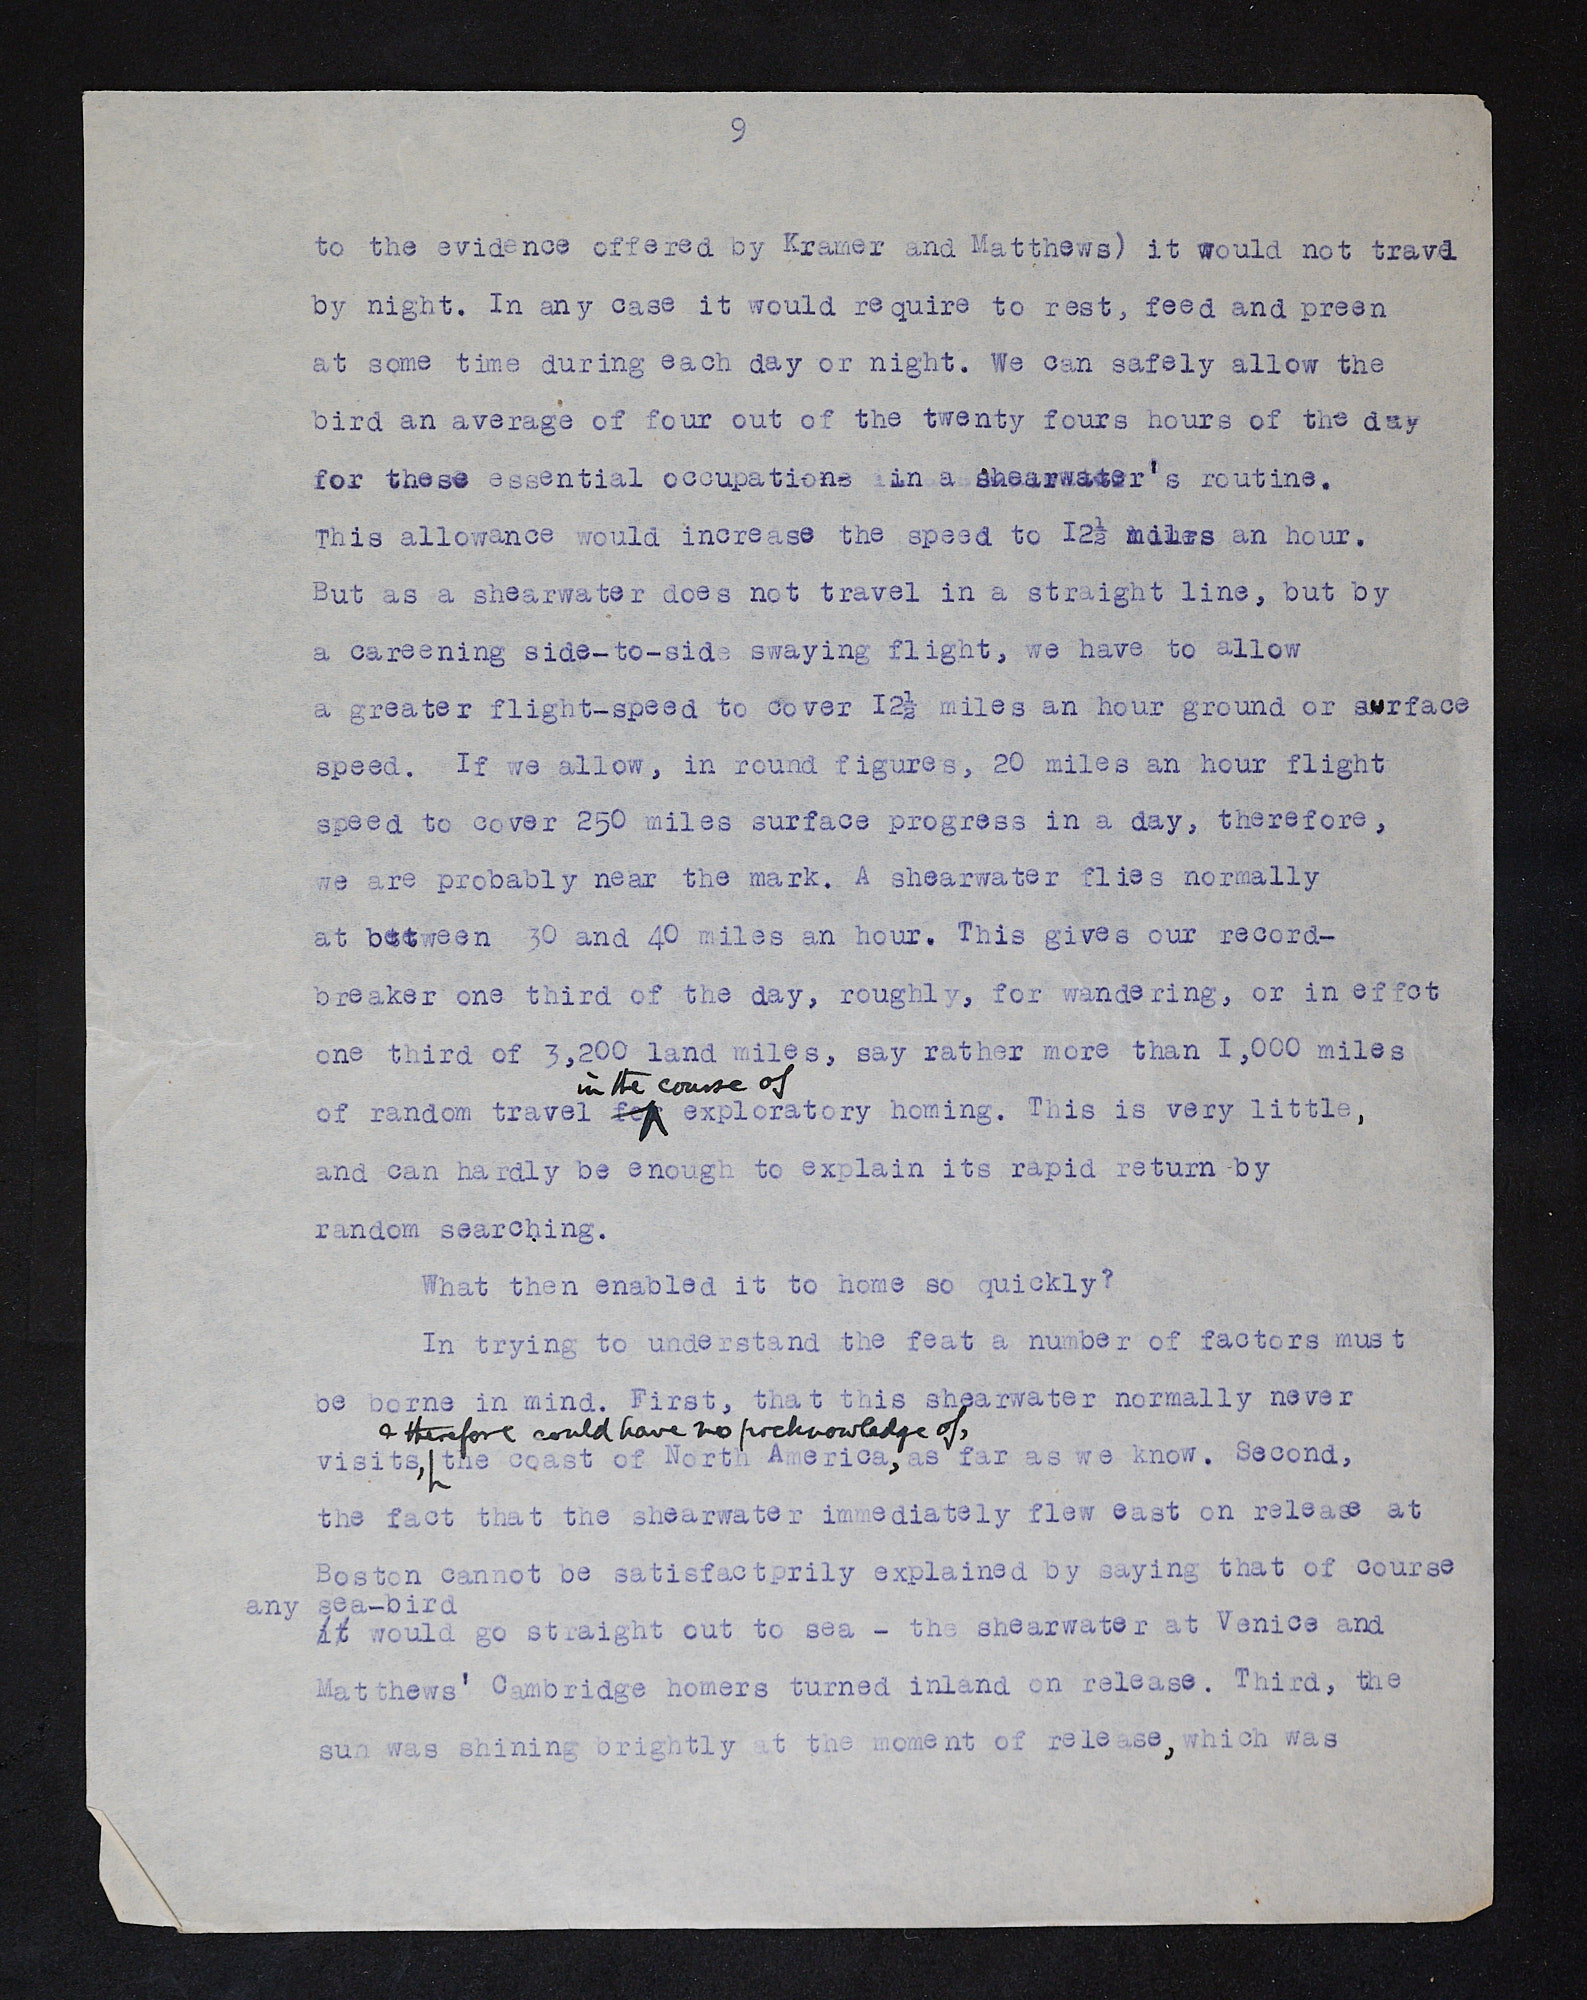 9
to the evidence offered by Kramer and Matthews) it would not travel
by night. In any case it would require to rest, feed and preen
at some time during each day or night. We can safely allow the
bird an average of four out of the twenty fours hours of the day
for these essential occupations in a shearwater's routine.
This allowance would increase the speed to I2½ miles an hour.
But as a shearwater does not travel in a straight line, but by
a careening side-to-side swaying flight, we have to allow
a greater flight-speed to cover I2½ miles an hour ground or surface
speed. If we allow, in round figures, 20 miles an hour flight
speed to cover 250 miles surface progress in a day, therefore,
we are probably near the mark. A shearwater flies normally
at between 30 and 40 miles an hour. This gives our record-
breaker one third of the day, roughly, for wandering, or in effct
one third of 3,200 land miles, say rather more than I,000 miles
in the course of
of random travel for exploratory homing. This is very little,
and can hardly be enough to explain its rapid return by
random searching.
What then enabled it to home so quickly?
In trying to understand the feat a number of factors must
be borne in mind. First, that this shearwater normally never
& therefore could have no preknowledge of,
visits, the coast of North America, as far as we know. Second,
the fact that the shearwater immediately flew east on release at
Boston cannot be satisfactprily explained by saying that of course
any sea-bird
it would go straight out to sea - the shearwater at Venice and
Matthews' Cambridge homers turned inland on release. Third, the
sun was shining brightly at the moment of release, which was